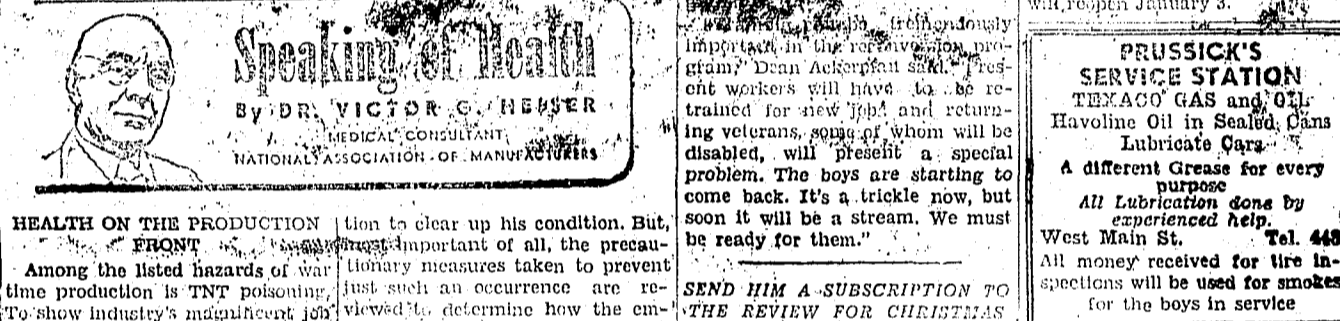 Speaking of Health
By DR. VICTOR G. HEISER
MEDICAL CONSULTANT
NATIONAL ASSOCIATION OF MANUFACTURERS
HEALTH ON THE PRODUCTION
FRONT
Among the listed hazards of war
time production is TNT poisoning.
To show industry's magnificent job
tion to clear up his condition. But,
most important of all, the precau-
tionary measures taken to prevent
just such an occurrence are re-
viewed to determine how the em-
tremendously
important in the reconversion pro-
gram," Dean Ackerman said. "Pres-
ent workers will have to be re-
trained for new jobs and return-
ing veterans, some of whom will be
disabled, will present a special
problem. The boys are starting to
come back. It's a trickle now, but
soon it will be a stream. We must
be ready for them."
SEND HIM A SUBSCRIPTION TO
THE REVIEW FOR CHRISTMAS
will reopen January 3.
PRUSSICK'S
SERVICE STATION
TEXACO GAS and OIL
Havoline Oil in Sealed Cans
Lubricate Cars
A different Grease for every
purpose
All Lubrication done by
experienced help.
West Main St. Tel. 448
All money received for tire in-
spections will be used for smokes
for the boys in service